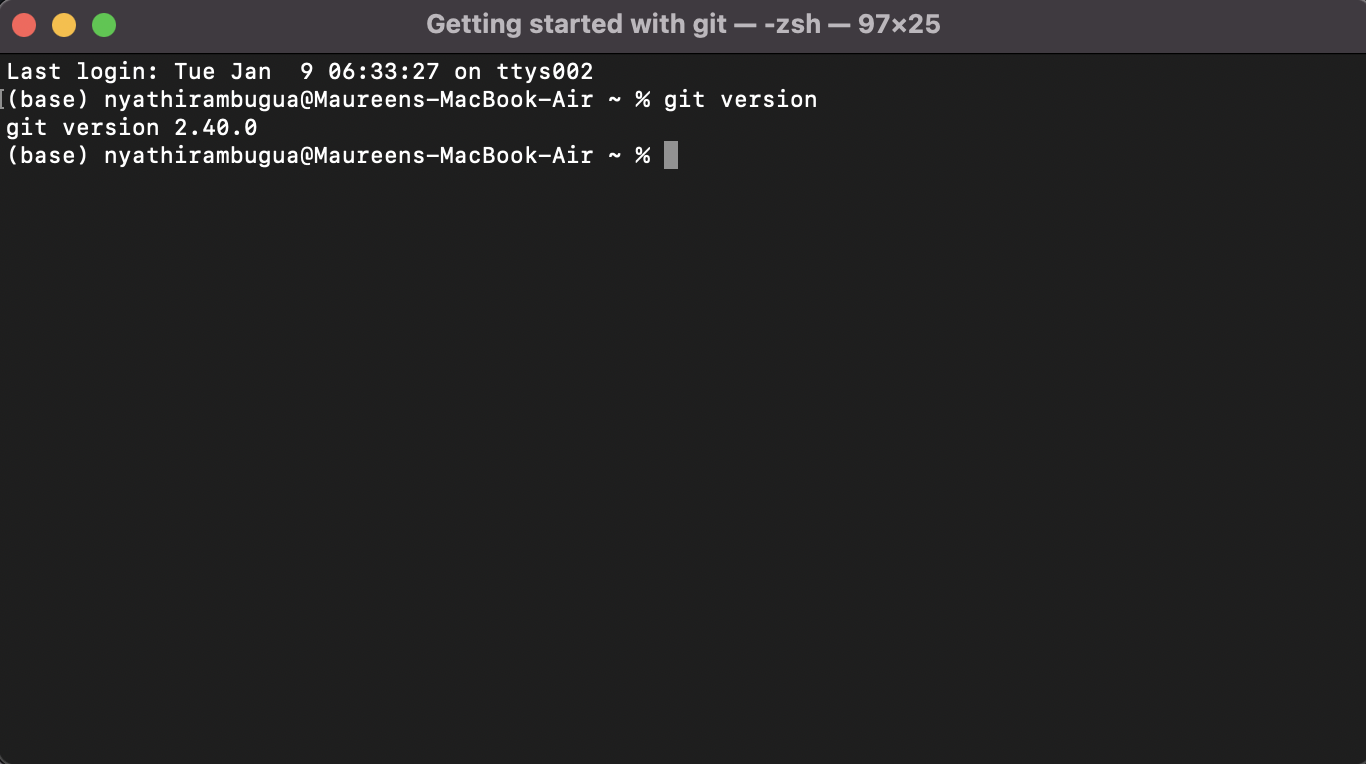 Getting started with git — -zsh — 97×25
Last login: Tue Jan  9 06:33:27 on ttys002
(base) nyathirambugua@Maureens-MacBook-Air ~ % git version
git version 2.40.0
(base) nyathirambugua@Maureens-MacBook-Air ~ %